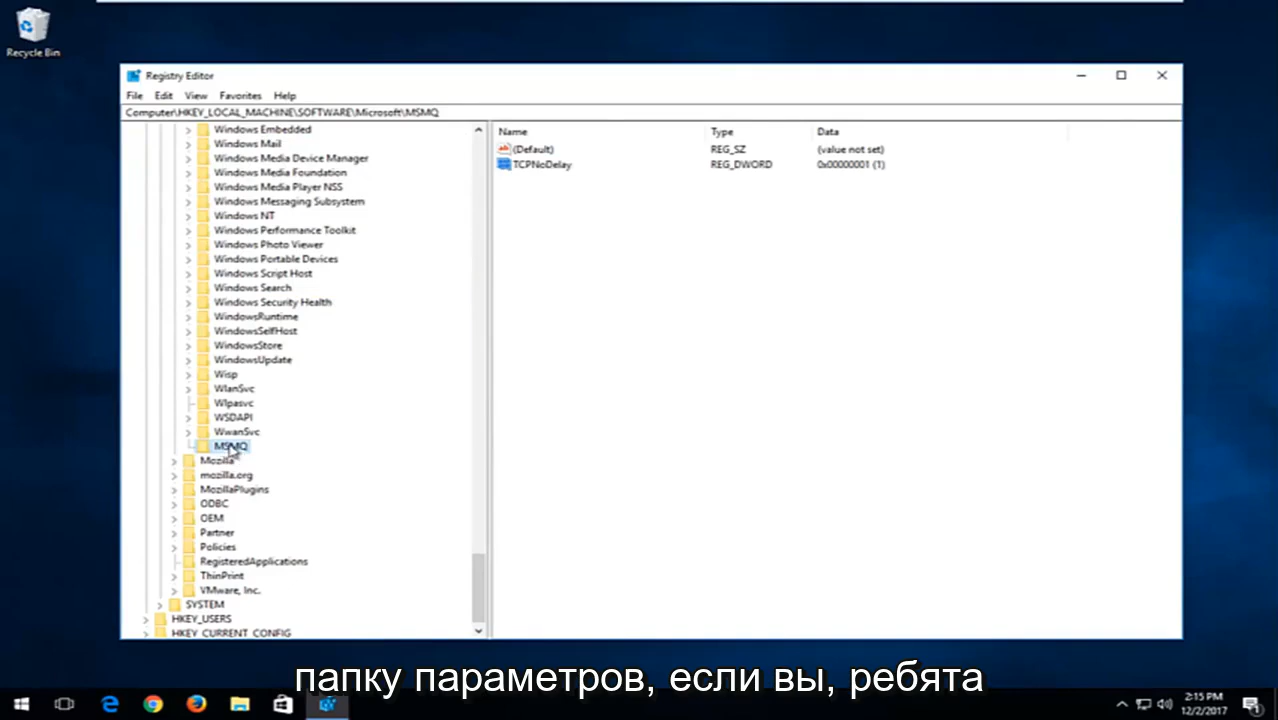 Recycle Bin
Registry Editor
File Edit View Favorites Help
Computer\HKEY_LOCAL_MACHINE\SOFTWARE\Microsoft\MSMQ
Name Type Data
(Default) REG_SZ (value not set)
TCPNoDelay REG_DWORD 0x00000001 (1)
Windows Embedded
Windows Mail
Windows Media Device Manager
Windows Media Foundation
Windows Media Player NSS
Windows Messaging Subsystem
Windows NT
Windows Performance Toolkit
Windows Photo Viewer
Windows Portable Devices
Windows Script Host
Windows Search
Windows Security Health
WindowsRuntime
WindowsSelfHost
WindowsStore
WindowsUpdate
Wisp
WlanSvc
Wlpasvc
WSDAPI
WwanSvc
MSMQ
Mozilla
mozilla.org
MozillaPlugins
ODBC
OEM
Partner
Policies
RegisteredApplications
ThinPrint
VMware, Inc.
SYSTEM
HKEY_USERS
HKEY_CURRENT_CONFIG
папку параметров, если вы, ребята
2:15 PM
12/2/2017